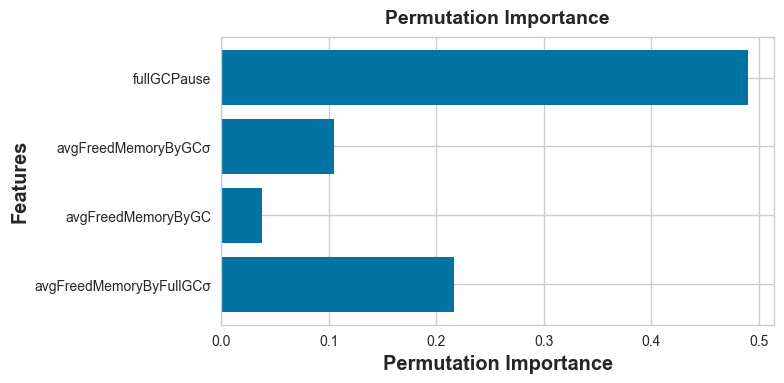 Permutation Importance
Features
fullGCPause
avgFreedMemoryByGCσ
avgFreedMemoryByGC
avgFreedMemoryByFullGCσ
0.0 0.1 0.2 0.3 0.4 0.5
Permutation Importance